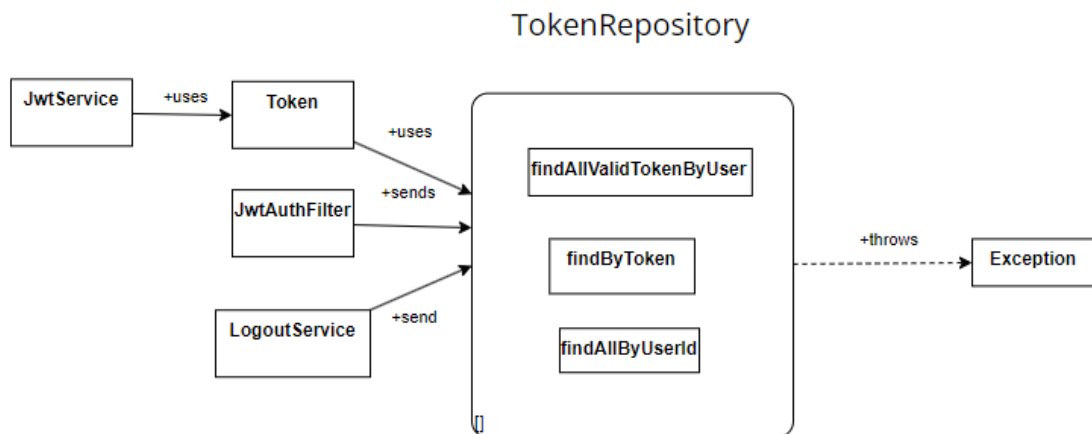 TokenRepository
JwtService
+uses
Token
+uses
findAllValidTokenByUser
JwtAuthFilter
+sends
findByToken
+throws
Exception
LogoutService
+send
findAllByUserId
[]